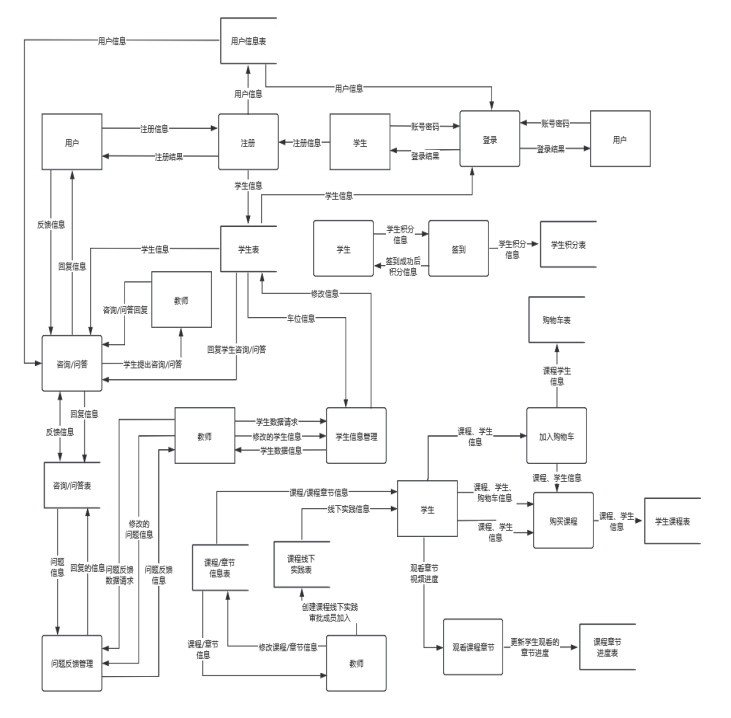 用户信息
用户信息表
用户信息
用户信息
用户
注册信息
注册结果
注册
注册信息
学生
账号密码
登录结果
登录
账号密码
登录结果
用户
学生信息
学生信息
反馈信息
回复信息
学生信息
学生表
学生
学生积分
信息
签到成功后
积分信息
签到
学生积分
信息
学生积分表
教师
咨询/问答回复
修改信息
车位信息
购物车表
咨询/问答
学生提出咨询/问答
回复学生咨询/问答
课程学生
信息
反馈信息
回复信息
教师
学生数据请求
修改的学生信息
学生数据信息
学生信息管理
课程、学生
信息
加入购物车
课程、学生信息
咨询/问答表
课程/课程章节信息
线下实践信息
学生
课程、学生、
购物车信息
课程、学生
信息
购买课程
课程、学生
信息
学生课程表
修改的
问题信息
问题
信息
回复的信息
问题反馈
数据请求
问题反馈
信息
课程/章节
信息表
课程线下
实践表
观看章节
视频进度
创建课程线下实践
审批成员加入
课程/章节
信息
修改课程/章节信息
教师
问题反馈管理
观看课程章节
更新学生观看的
章节进度
课程章节
进度表